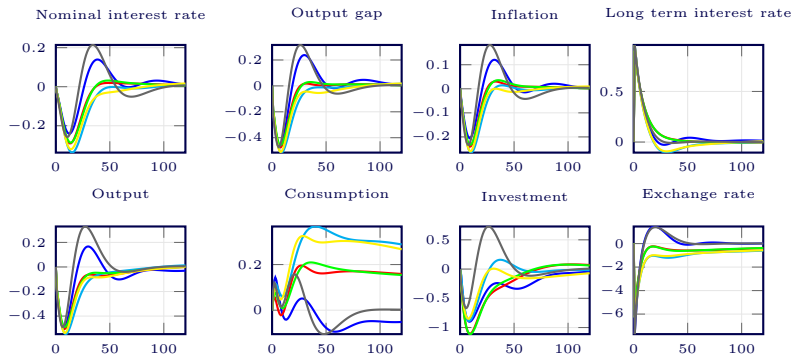 Nominal interest rate
Output gap
Inflation
Long term interest rate
0.2
0
−0.2
0 50 100
0.2
0
−0.2
−0.4
0 50 100
0.1
0
−0.1
−0.2
0 50 100
0.5
0
0 50 100
Output
Consumption
Investment
Exchange rate
0.2
0
−0.2
−0.4
0 50 100
0.2
0
0 50 100
0.5
0
−0.5
−1
0 50 100
0
−2
−4
−6
0 50 100